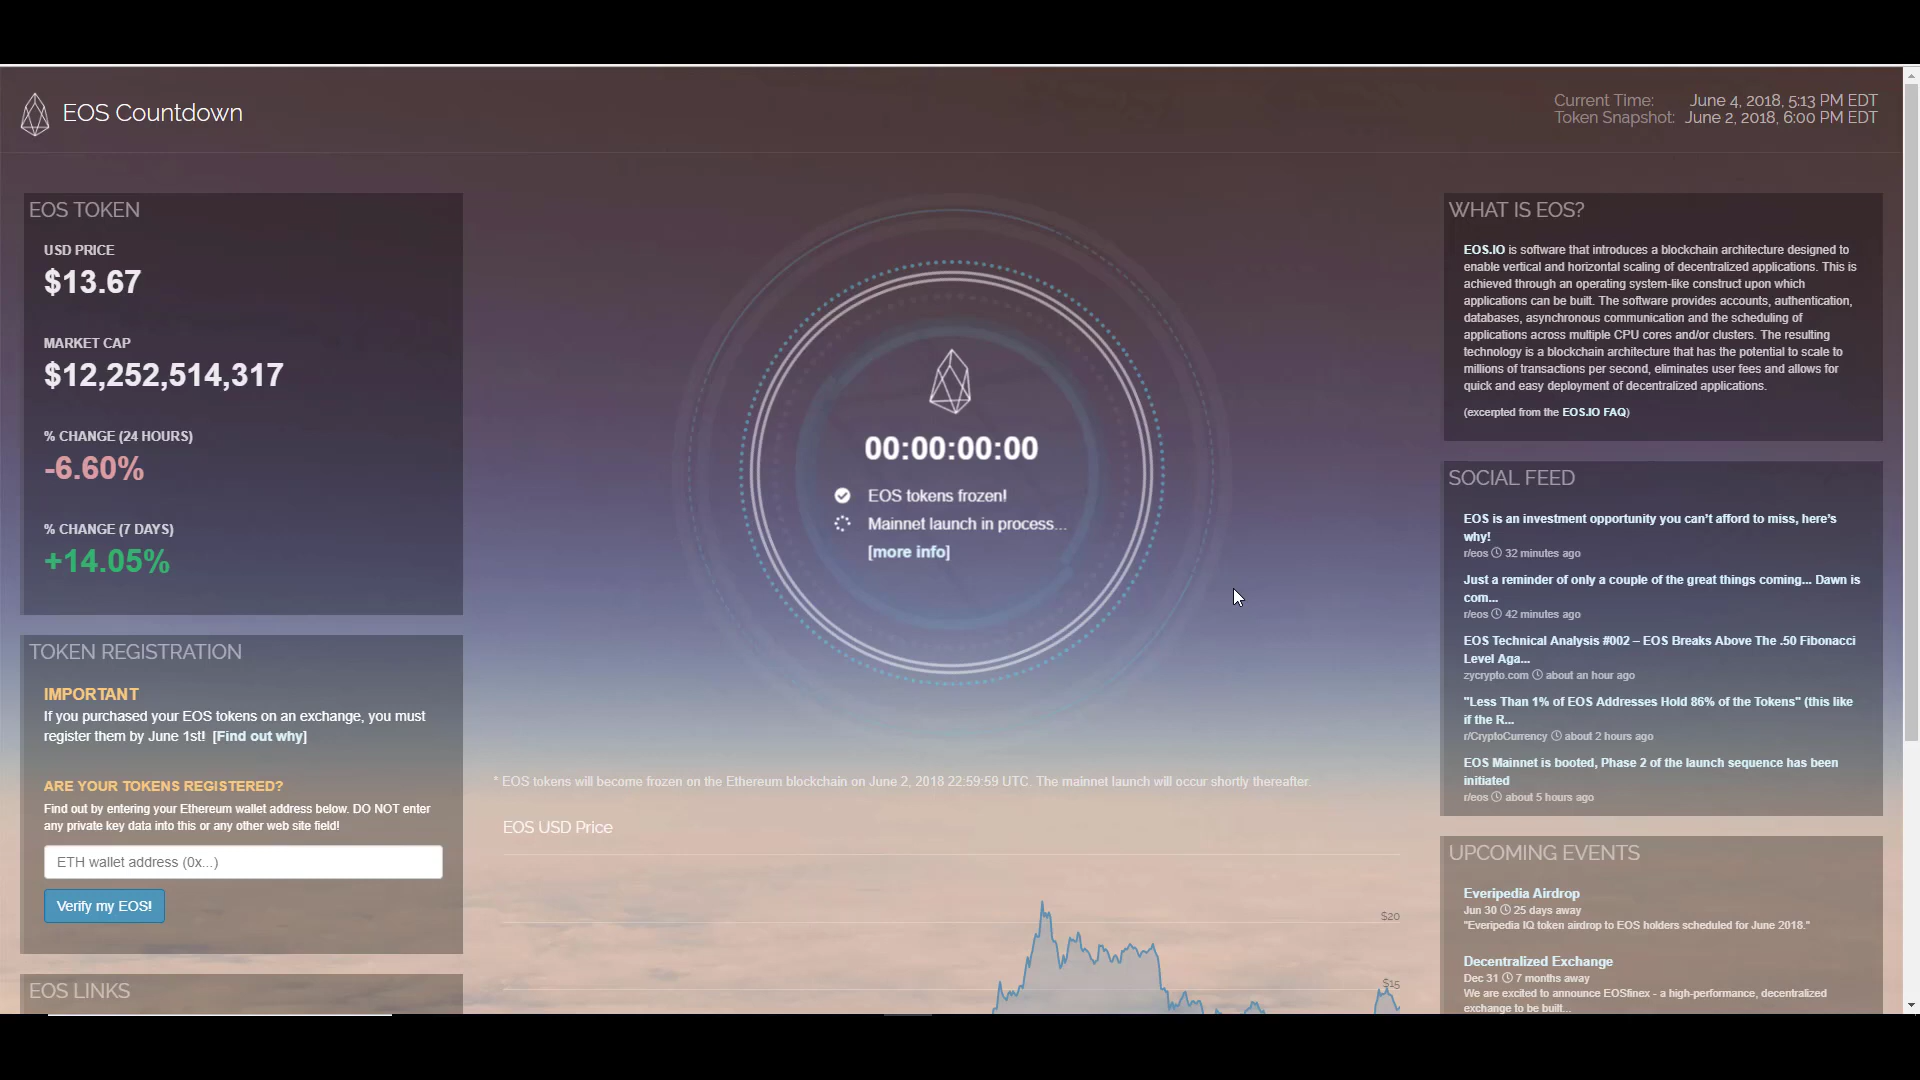 EOS Countdown
Current Time: June 4, 2018, 5:13 PM EDT
Token Snapshot: June 2, 2018, 6:00 PM EDT
EOS TOKEN
USD PRICE
$13.67
MARKET CAP
$12,252,514,317
% CHANGE (24 HOURS)
-6.60%
% CHANGE (7 DAYS)
+14.05%
TOKEN REGISTRATION
IMPORTANT
If you purchased your EOS tokens on an exchange, you must
register them by June 1st! [Find out why]
ARE YOUR TOKENS REGISTERED?
Find out by entering your Ethereum wallet address below. DO NOT enter
any private key data into this or any other web site field!
ETH wallet address (0x...)
Verify my EOS!
EOS LINKS
00:00:00:00
EOS tokens frozen!
Mainnet launch in process...
[more info]
* EOS tokens will become frozen on the Ethereum blockchain on June 2, 2018 22:59:59 UTC. The mainnet launch will occur shortly thereafter.
EOS USD Price
$20
$15
WHAT IS EOS?
EOS.IO is software that introduces a blockchain architecture designed to
enable vertical and horizontal scaling of decentralized applications. This is
achieved through an operating system-like construct upon which
applications can be built. The software provides accounts, authentication,
databases, asynchronous communication and the scheduling of
applications across multiple CPU cores and/or clusters. The resulting
technology is a blockchain architecture that has the potential to scale to
millions of transactions per second, eliminates user fees and allows for
quick and easy deployment of decentralized applications.
(excerpted from the EOS.IO FAQ)
SOCIAL FEED
EOS is an investment opportunity you can't afford to miss, here's
why!
r/eos 32 minutes ago
Just a reminder of only a couple of the great things coming... Dawn is
com...
r/eos 42 minutes ago
EOS Technical Analysis #002 – EOS Breaks Above The .50 Fibonacci
Level Aga...
zycrypto.com about an hour ago
"Less Than 1% of EOS Addresses Hold 86% of the Tokens" (this like
if the R...
r/CryptoCurrency about 2 hours ago
EOS Mainnet is booted, Phase 2 of the launch sequence has been
initiated
r/eos about 5 hours ago
UPCOMING EVENTS
Everipedia Airdrop
Jun 30 25 days away
"Everipedia IQ token airdrop to EOS holders scheduled for June 2018."
Decentralized Exchange
Dec 31 7 months away
We are excited to announce EOSfinex - a high-performance, decentralized
exchange to be built...